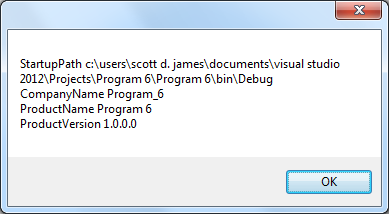 StartupPath c:\users\scott d. james\documents\visual studio
2012\Projects\Program 6\Program 6\bin\Debug
CompanyName Program_6
ProductName Program 6
ProductVersion 1.0.0.0
OK